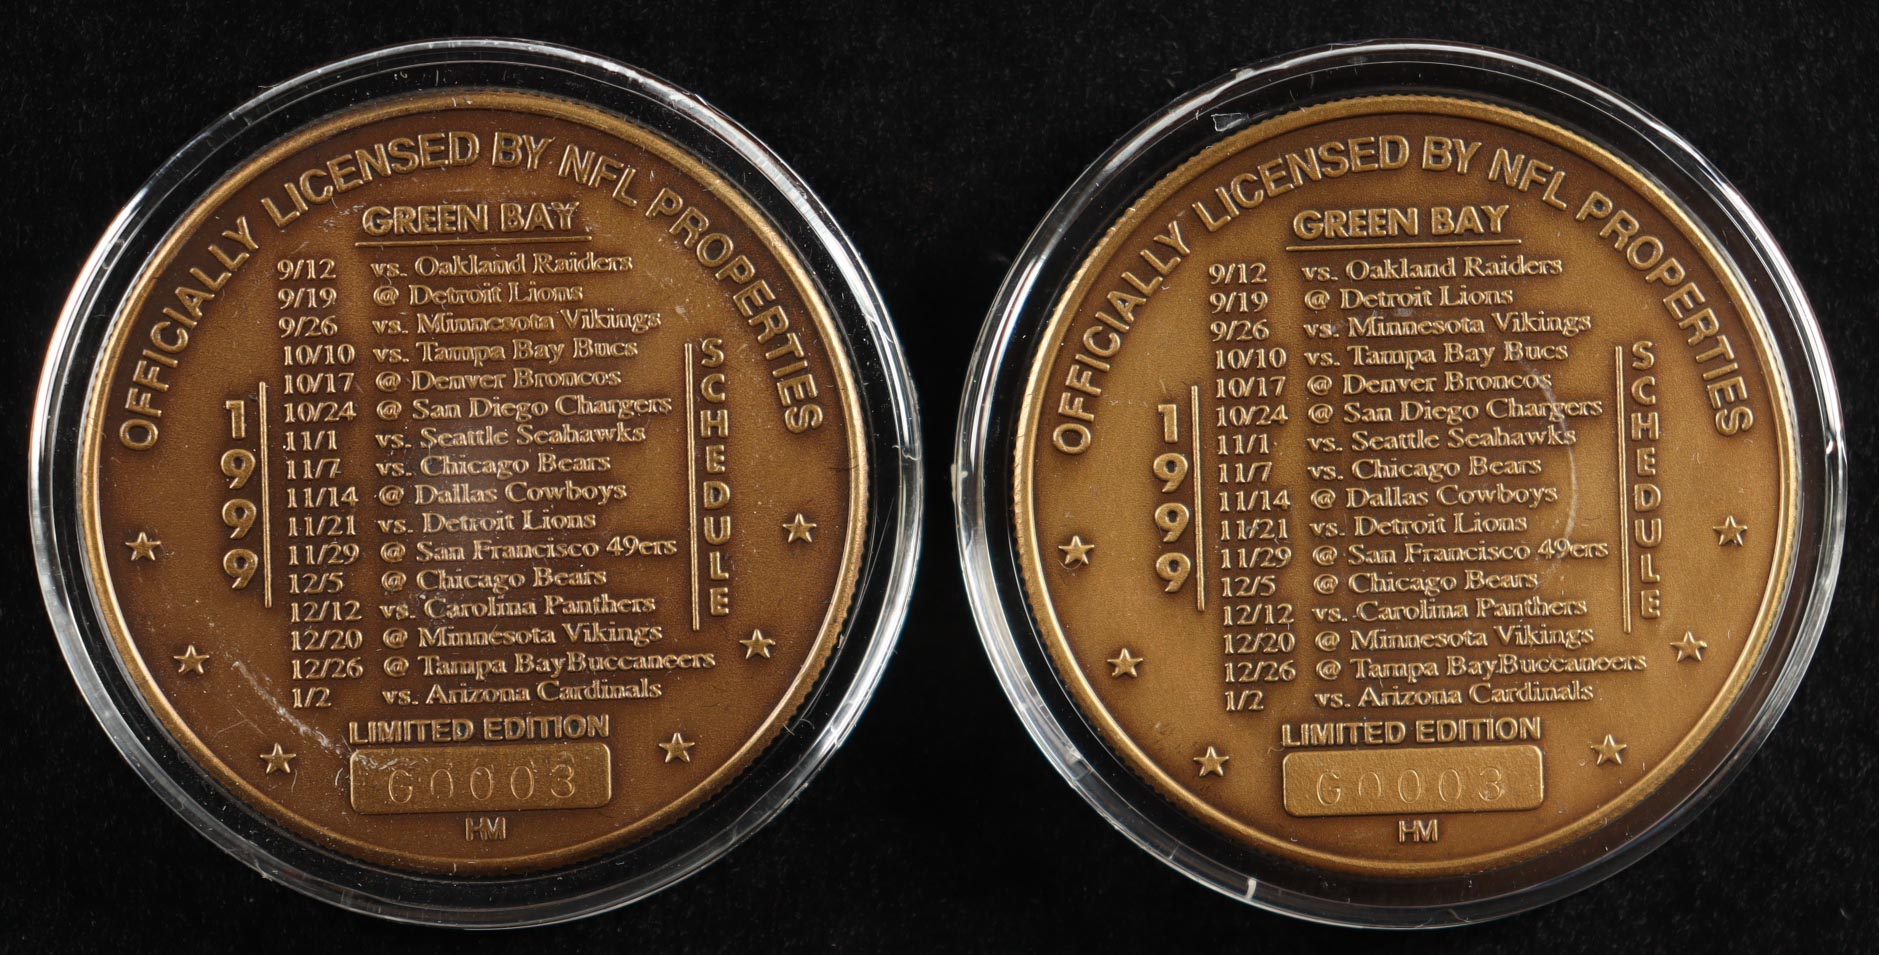 OFFICIALLY LICENSED BY NFL PROPERTIES
GREEN BAY
1999
SCHEDULE
9/12 vs. Oakland Raiders
9/19 @ Detroit Lions
9/26 vs. Minnesota Vikings
10/10 vs. Tampa Bay Bucs
10/17 @ Denver Broncos
10/24 @ San Diego Chargers
11/1 vs. Seattle Seahawks
11/7 vs. Chicago Bears
11/14 @ Dallas Cowboys
11/21 vs. Detroit Lions
11/29 @ San Francisco 49ers
12/5 @ Chicago Bears
12/12 vs. Carolina Panthers
12/20 @ Minnesota Vikings
12/26 @ Tampa BayBuccaneers
1/2 vs. Arizona Cardinals
LIMITED EDITION
G0003
HM
OFFICIALLY LICENSED BY NFL PROPERTIES
GREEN BAY
1999
SCHEDULE
9/12 vs. Oakland Raiders
9/19 @ Detroit Lions
9/26 vs. Minnesota Vikings
10/10 vs. Tampa Bay Bucs
10/17 @ Denver Broncos
10/24 @ San Diego Chargers
11/1 vs. Seattle Seahawks
11/7 vs. Chicago Bears
11/14 @ Dallas Cowboys
11/21 vs. Detroit Lions
11/29 @ San Francisco 49ers
12/5 @ Chicago Bears
12/12 vs. Carolina Panthers
12/20 @ Minnesota Vikings
12/26 @ Tampa BayBuccaneers
1/2 vs. Arizona Cardinals
LIMITED EDITION
G0003
HM